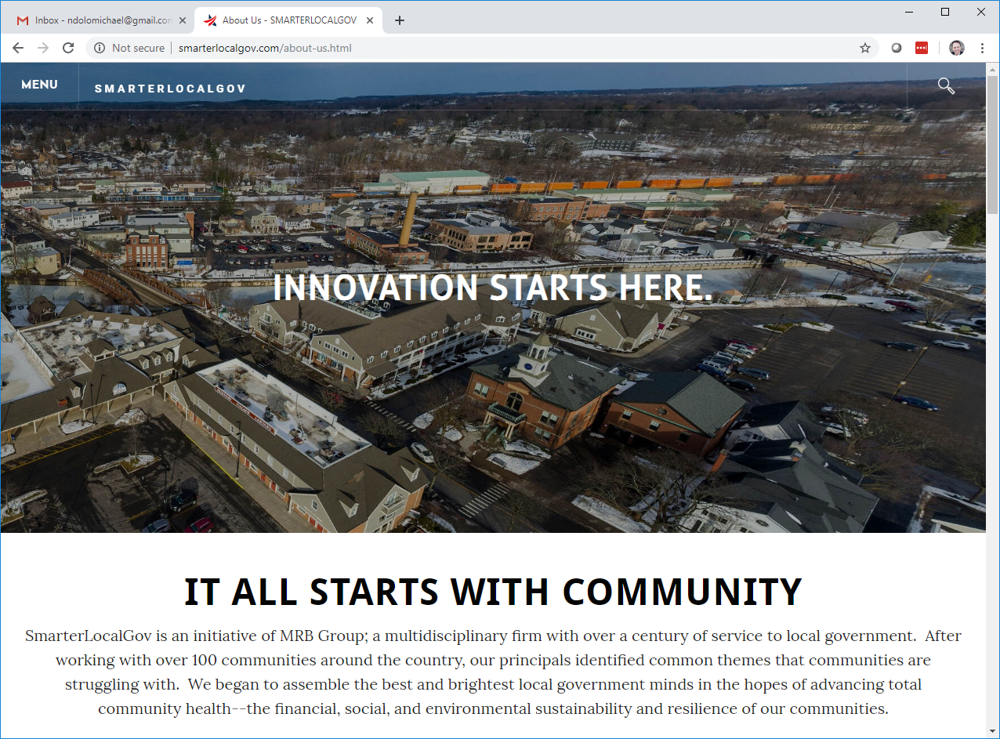 Inbox - ndolomichael@gmail.con
About Us - SMARTERLOCALGOV
Not secure
smarterlocalgov.com/about-us.html
MENU
SMARTERLOCALGOV
INNOVATION STARTS HERE.
IT ALL STARTS WITH COMMUNITY
SmarterLocalGov is an initiative of MRB Group; a multidisciplinary firm with over a century of service to local government. After
working with over 100 communities around the country, our principals identified common themes that communities are
struggling with. We began to assemble the best and brightest local government minds in the hopes of advancing total
community health--the financial, social, and environmental sustainability and resilience of our communities.